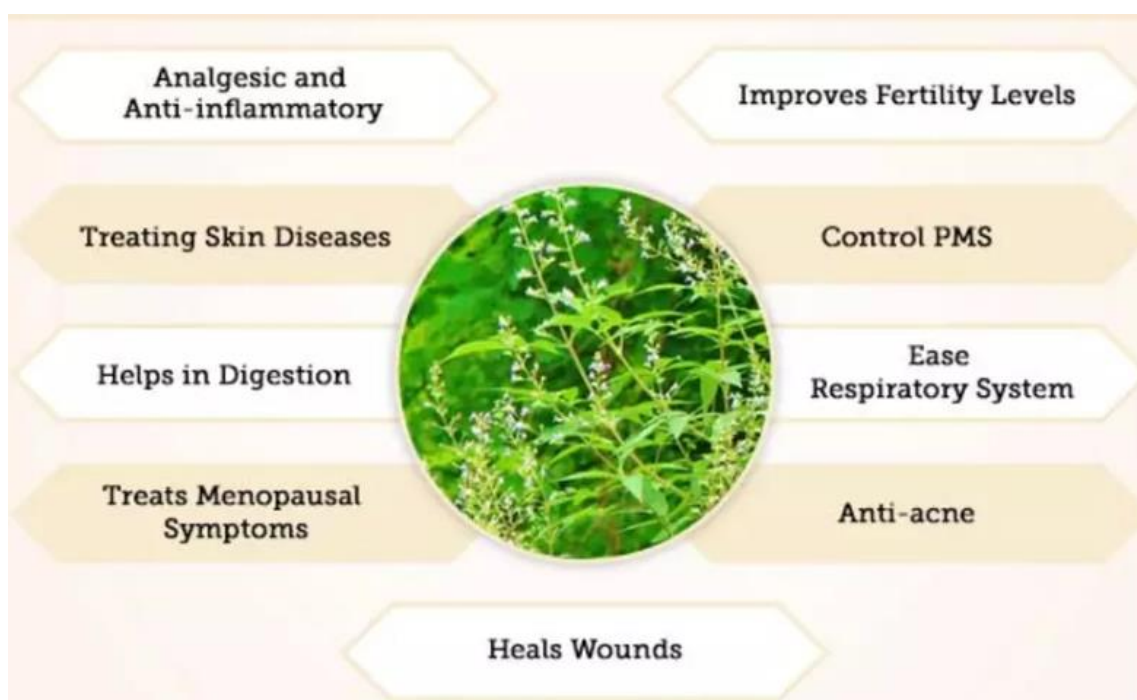 Analgesic and
Anti-inflammatory
Improves Fertility Levels
Treating Skin Diseases
Control PMS
Helps in Digestion
Ease
Respiratory System
Treats Menopausal
Symptoms
Anti-acne
Heals Wounds